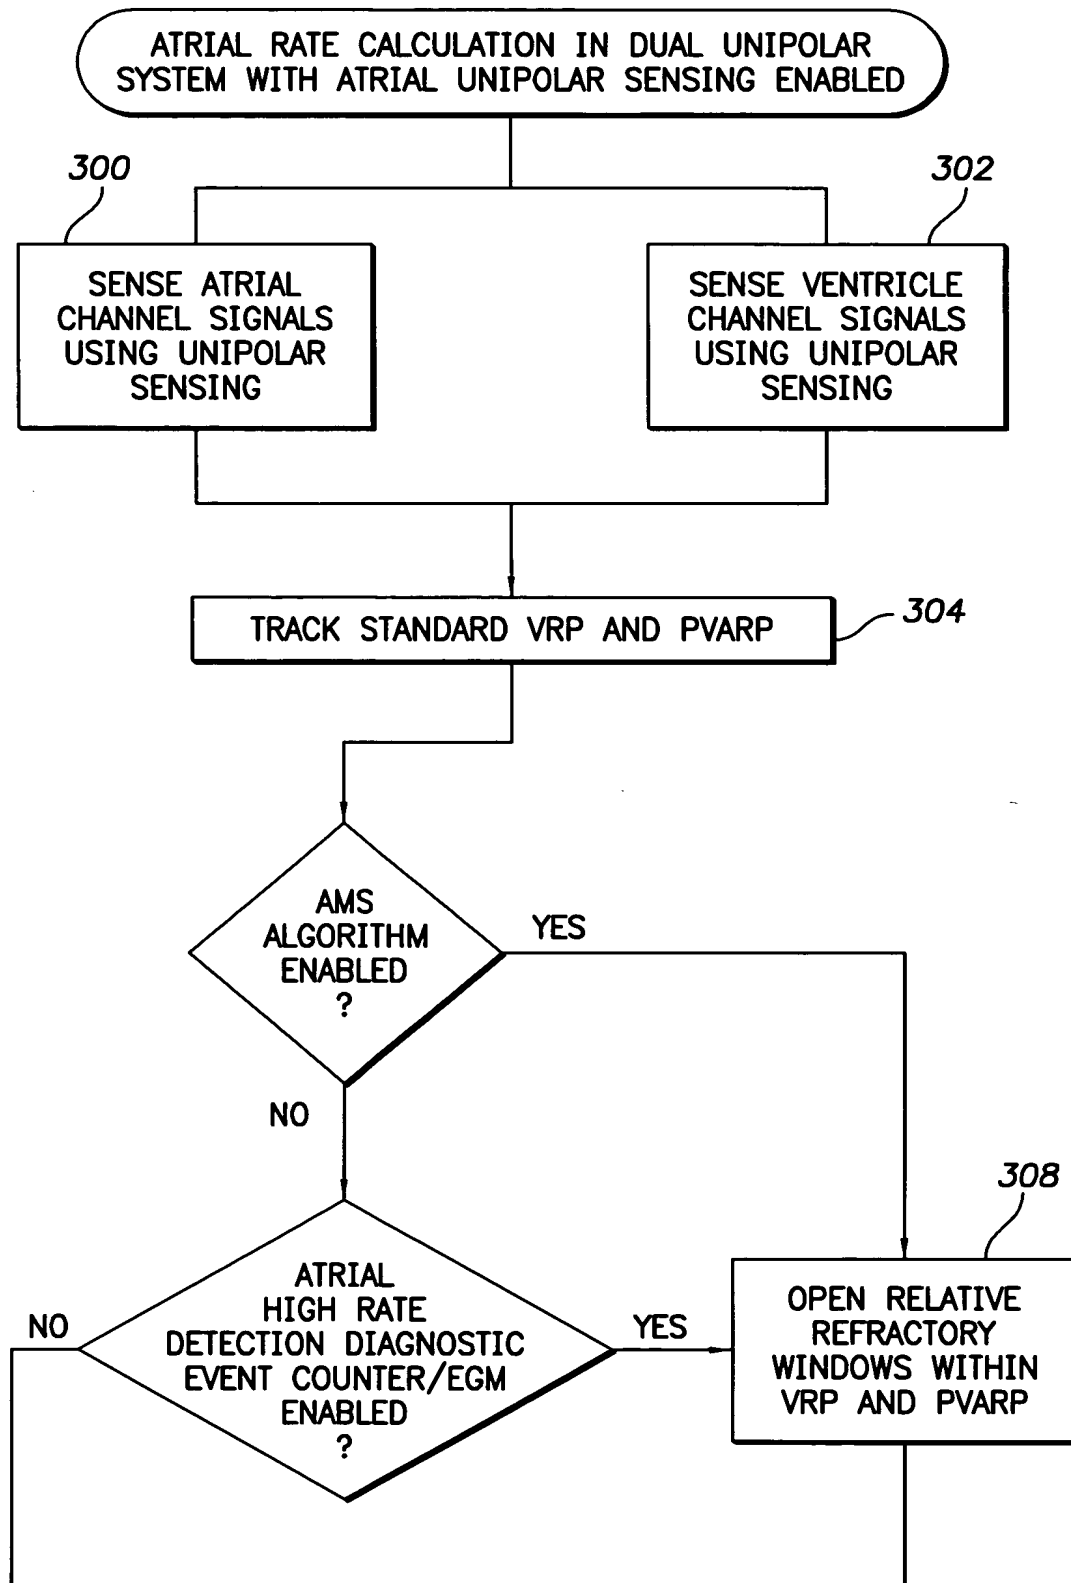 ATRIAL RATE CALCULATION IN DUAL UNIPOLAR
SYSTEM WITH ATRIAL UNIPOLAR SENSING ENABLED
300
302
SENSE ATRIAL
CHANNEL SIGNALS
USING UNIPOLAR
SENSING
SENSE VENTRICLE
CHANNEL SIGNALS
USING UNIPOLAR
SENSING
TRACK STANDARD VRP AND PVARP
304
AMS
ALGORITHM
ENABLED
?
YES
NO
308
ATRIAL
HIGH RATE
DETECTION DIAGNOSTIC
EVENT COUNTER/EGM
ENABLED
?
NO
YES
OPEN RELATIVE
REFRACTORY
WINDOWS WITHIN
VRP AND PVARP